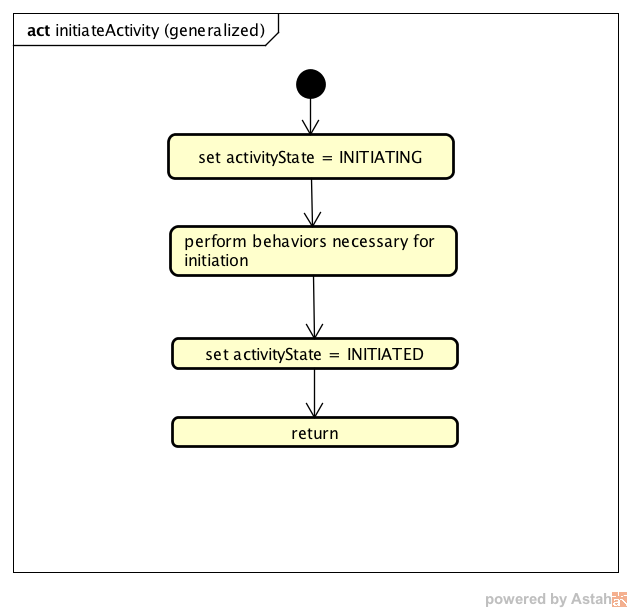 act initiateActivity (generalized)
set activityState = INITIATING
perform behaviors necessary for
initiation
set activityState = INITIATED
return
powered by Astah